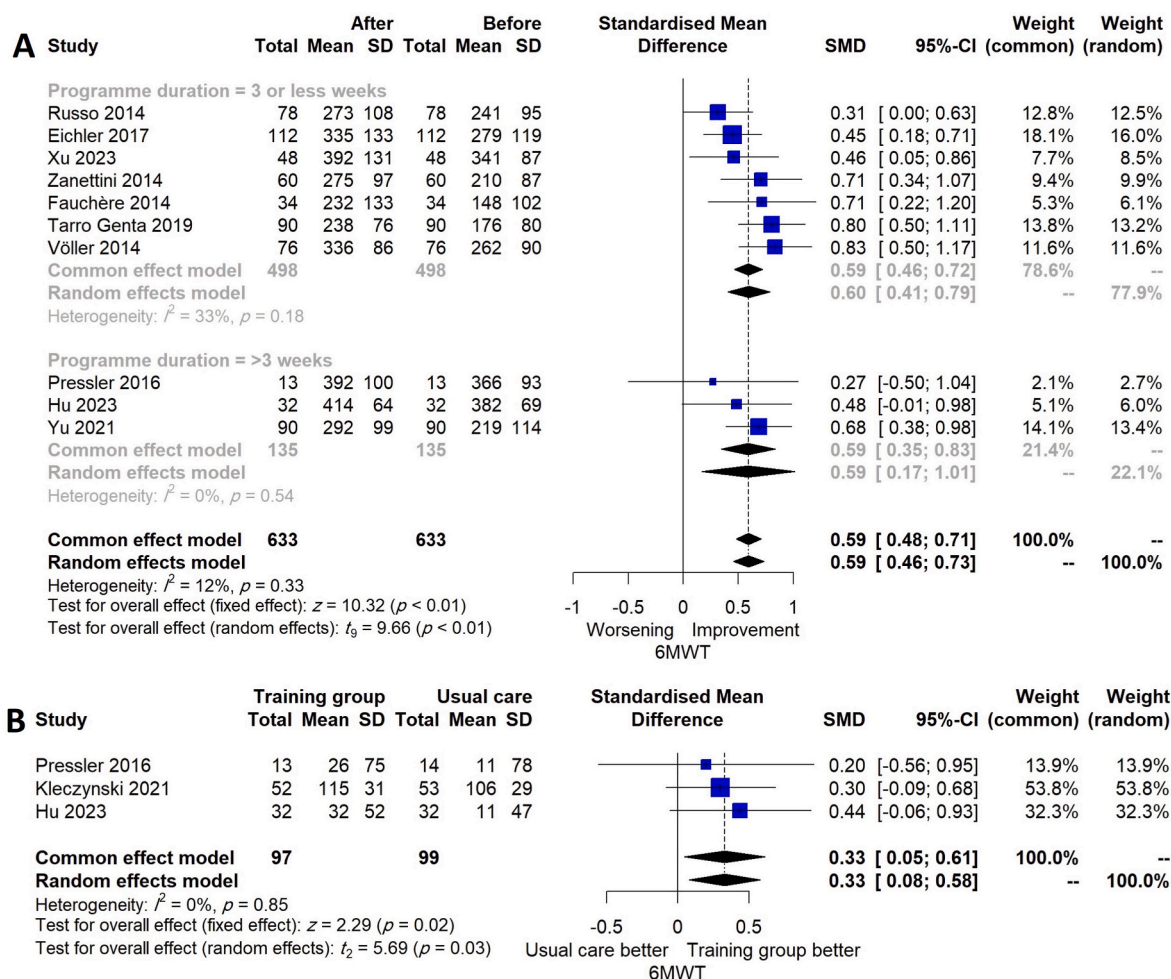 After Before Standardised Mean Weight Weight
A Study Total Mean SD Total Mean SD Difference SMD 95%-CI (common) (random)
Programme duration = 3 or less weeks
Russo 2014 78 273 108 78 241 95 0.31 [ 0.00; 0.63] 12.8% 12.5%
Eichler 2017 112 335 133 112 279 119 0.45 [ 0.18; 0.71] 18.1% 16.0%
Xu 2023 48 392 131 48 341 87 0.46 [ 0.05; 0.86] 7.7% 8.5%
Zanettini 2014 60 275 97 60 210 87 0.71 [ 0.34; 1.07] 9.4% 9.9%
Fauchère 2014 34 232 133 34 148 102 0.71 [ 0.22; 1.20] 5.3% 6.1%
Tarro Genta 2019 90 238 76 90 176 80 0.80 [ 0.50; 1.11] 13.8% 13.2%
Völler 2014 76 336 86 76 262 90 0.83 [ 0.50; 1.17] 11.6% 11.6%
Common effect model 498 498 0.59 [ 0.46; 0.72] 78.6% --
Random effects model 0.60 [ 0.41; 0.79] -- 77.9%
Heterogeneity: I² = 33%, p = 0.18
Programme duration = >3 weeks
Pressler 2016 13 392 100 13 366 93 0.27 [-0.50; 1.04] 2.1% 2.7%
Hu 2023 32 414 64 32 382 69 0.48 [-0.01; 0.98] 5.1% 6.0%
Yu 2021 90 292 99 90 219 114 0.68 [ 0.38; 0.98] 14.1% 13.4%
Common effect model 135 135 0.59 [ 0.35; 0.83] 21.4% --
Random effects model 0.59 [ 0.17; 1.01] -- 22.1%
Heterogeneity: I² = 0%, p = 0.54
Common effect model 633 633 0.59 [ 0.48; 0.71] 100.0% --
Random effects model 0.59 [ 0.46; 0.73] -- 100.0%
Heterogeneity: I² = 12%, p = 0.33
Test for overall effect (fixed effect): z = 10.32 (p < 0.01)
Test for overall effect (random effects): t₉ = 9.66 (p < 0.01)
-1 0 0.5 1
Worsening Improvement
6MWT
Training group Usual care Standardised Mean Weight Weight
B Study Total Mean SD Total Mean SD Difference SMD 95%-CI (common) (random)
Pressler 2016 13 26 75 14 11 78 0.20 [-0.56; 0.95] 13.9% 13.9%
Kleczynski 2021 52 115 31 53 106 29 0.30 [-0.09; 0.68] 53.8% 53.8%
Hu 2023 32 32 52 32 11 47 0.44 [-0.06; 0.93] 32.3% 32.3%
Common effect model 97 99 0.33 [ 0.05; 0.61] 100.0% --
Random effects model 0.33 [ 0.08; 0.58] -- 100.0%
Heterogeneity: I² = 0%, p = 0.85
Test for overall effect (fixed effect): z = 2.29 (p = 0.02)
Test for overall effect (random effects): t₂ = 5.69 (p = 0.03)
-0.5 0 0.5
Usual care better Training group better
6MWT